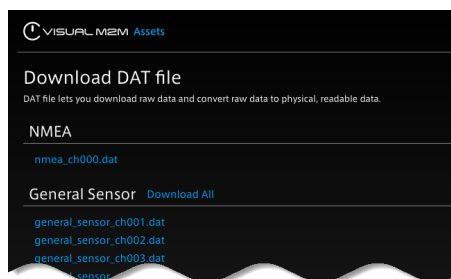 VISUAL M2M Assets
Download DAT file
DAT file lets you download raw data and convert raw data to physical, readable data.
NMEA
nmea_ch000.dat
General Sensor Download All
general_sensor_ch001.dat
general_sensor_ch002.dat
general_sensor_ch003.dat